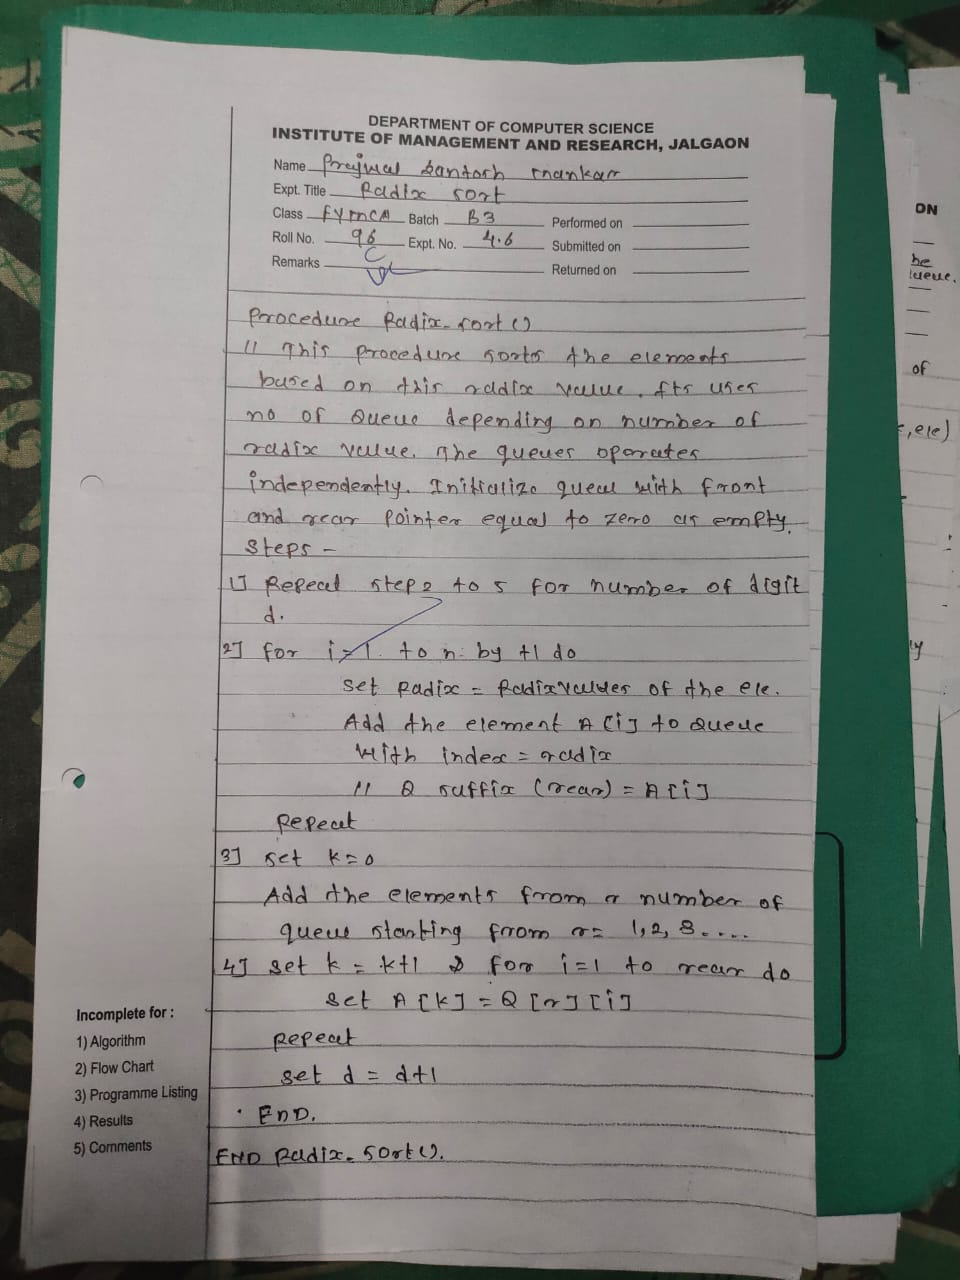 DEPARTMENT OF COMPUTER SCIENCE
INSTITUTE OF MANAGEMENT AND RESEARCH, JALGAON
Name Prajwal Santosh mankar
Expt. Title Radix sort
Class FYMCA Batch B3 Performed on
Roll No. 96 Expt. No. 4.6 Submitted on
Remarks Returned on
Procedure Radix-sort()
// This procedure sorts the elements
based on this radix value. Its uses
no of Queue depending on number of
radix value. The queues oparates
independently. Initialize queue with front
and rear pointer equal to zero as empty.
Steps -
1] Repeat step 2 to 5 for number of digit
d.
2] for i=1 to n by +1 do
set Radix = Radix values of the ele.
Add the element A[i] to Queue
with index = radix
// Q suffix (rear) = A[i]
Repeat
3] set k=0
Add the elements from r number of
queue starting from r= 1,2,3....
4] set k = k+1 & for i=1 to rear do
set A[k] = Q[r][i]
Repeat
set d = d+1
END.
END Radix-sort().
Incomplete for :
1) Algorithm
2) Flow Chart
3) Programme Listing
4) Results
5) Comments
ON
he
ueue.
of
,ele)